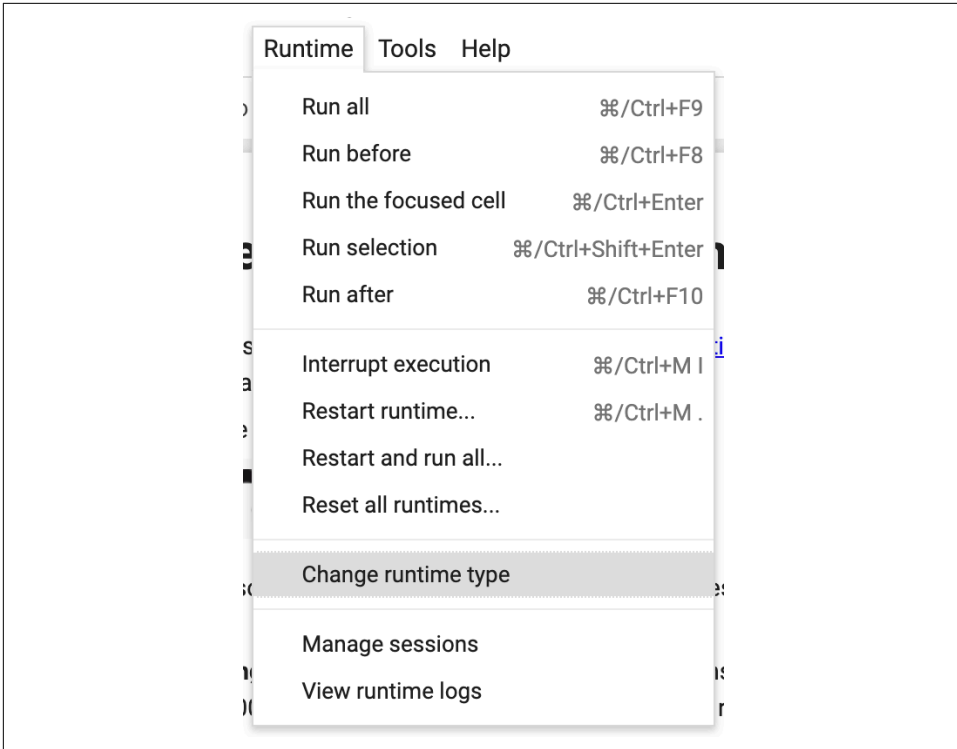 Runtime Tools Help
Run all ⌘/Ctrl+F9
Run before ⌘/Ctrl+F8
Run the focused cell ⌘/Ctrl+Enter
Run selection ⌘/Ctrl+Shift+Enter
Run after ⌘/Ctrl+F10
Interrupt execution ⌘/Ctrl+M I
Restart runtime... ⌘/Ctrl+M .
Restart and run all...
Reset all runtimes...
Change runtime type
Manage sessions
View runtime logs